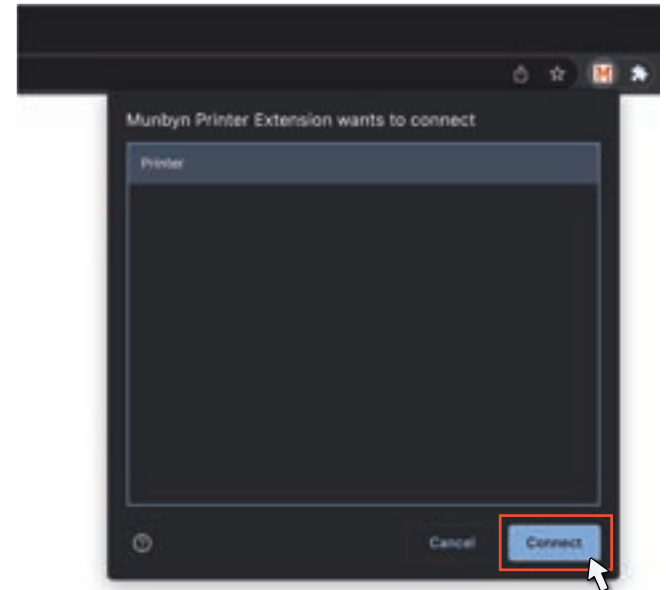 M
Munbyn Printer Extension wants to connect
Printer
Cancel
Connect